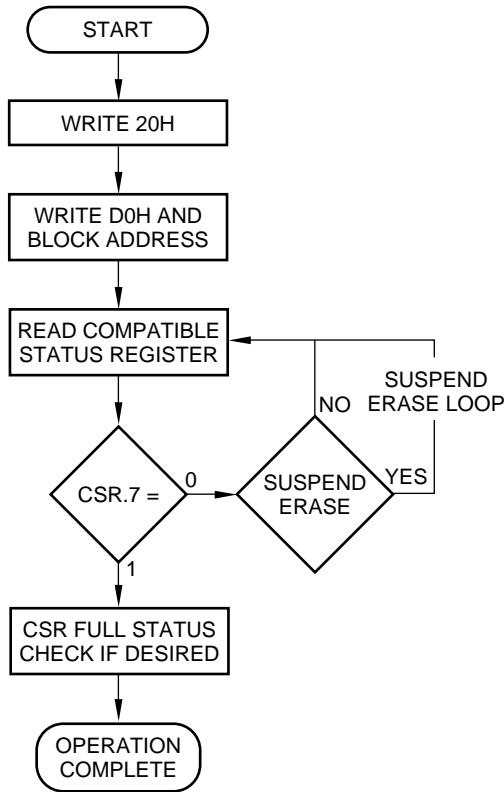 START
WRITE 20H
WRITE D0H AND
BLOCK ADDRESS
READ COMPATIBLE
STATUS REGISTER
SUSPEND
ERASE LOOP
NO
CSR.7 =
0
SUSPEND
ERASE
YES
1
CSR FULL STATUS
CHECK IF DESIRED
OPERATION
COMPLETE